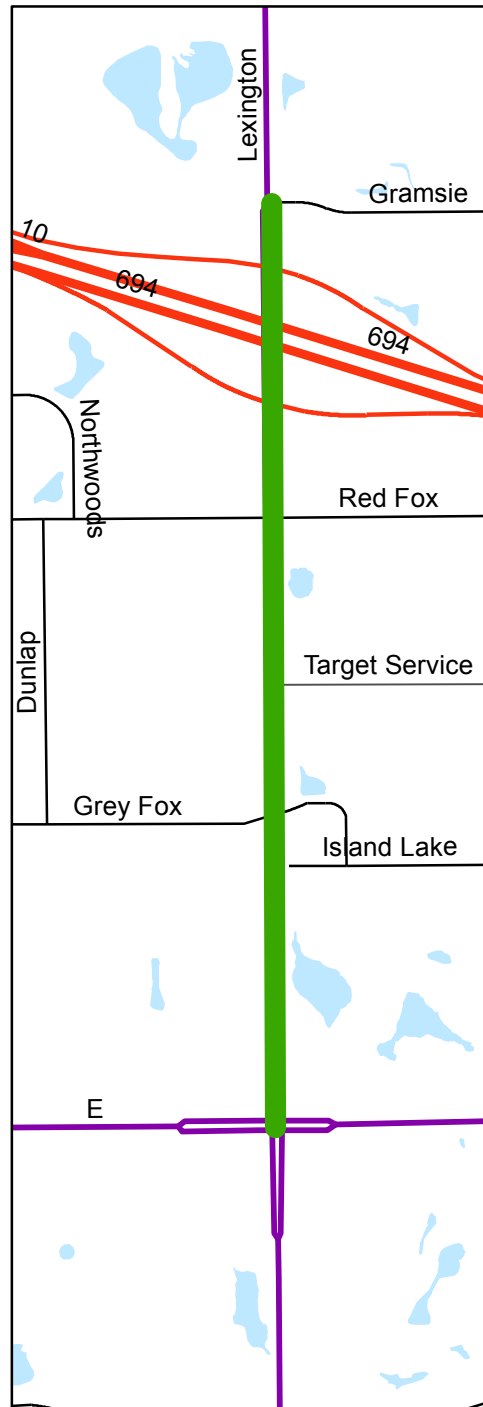 Lexington
Gramsie
10
694
694
Northwoods
Red Fox
Dunlap
Target Service
Grey Fox
Island Lake
E